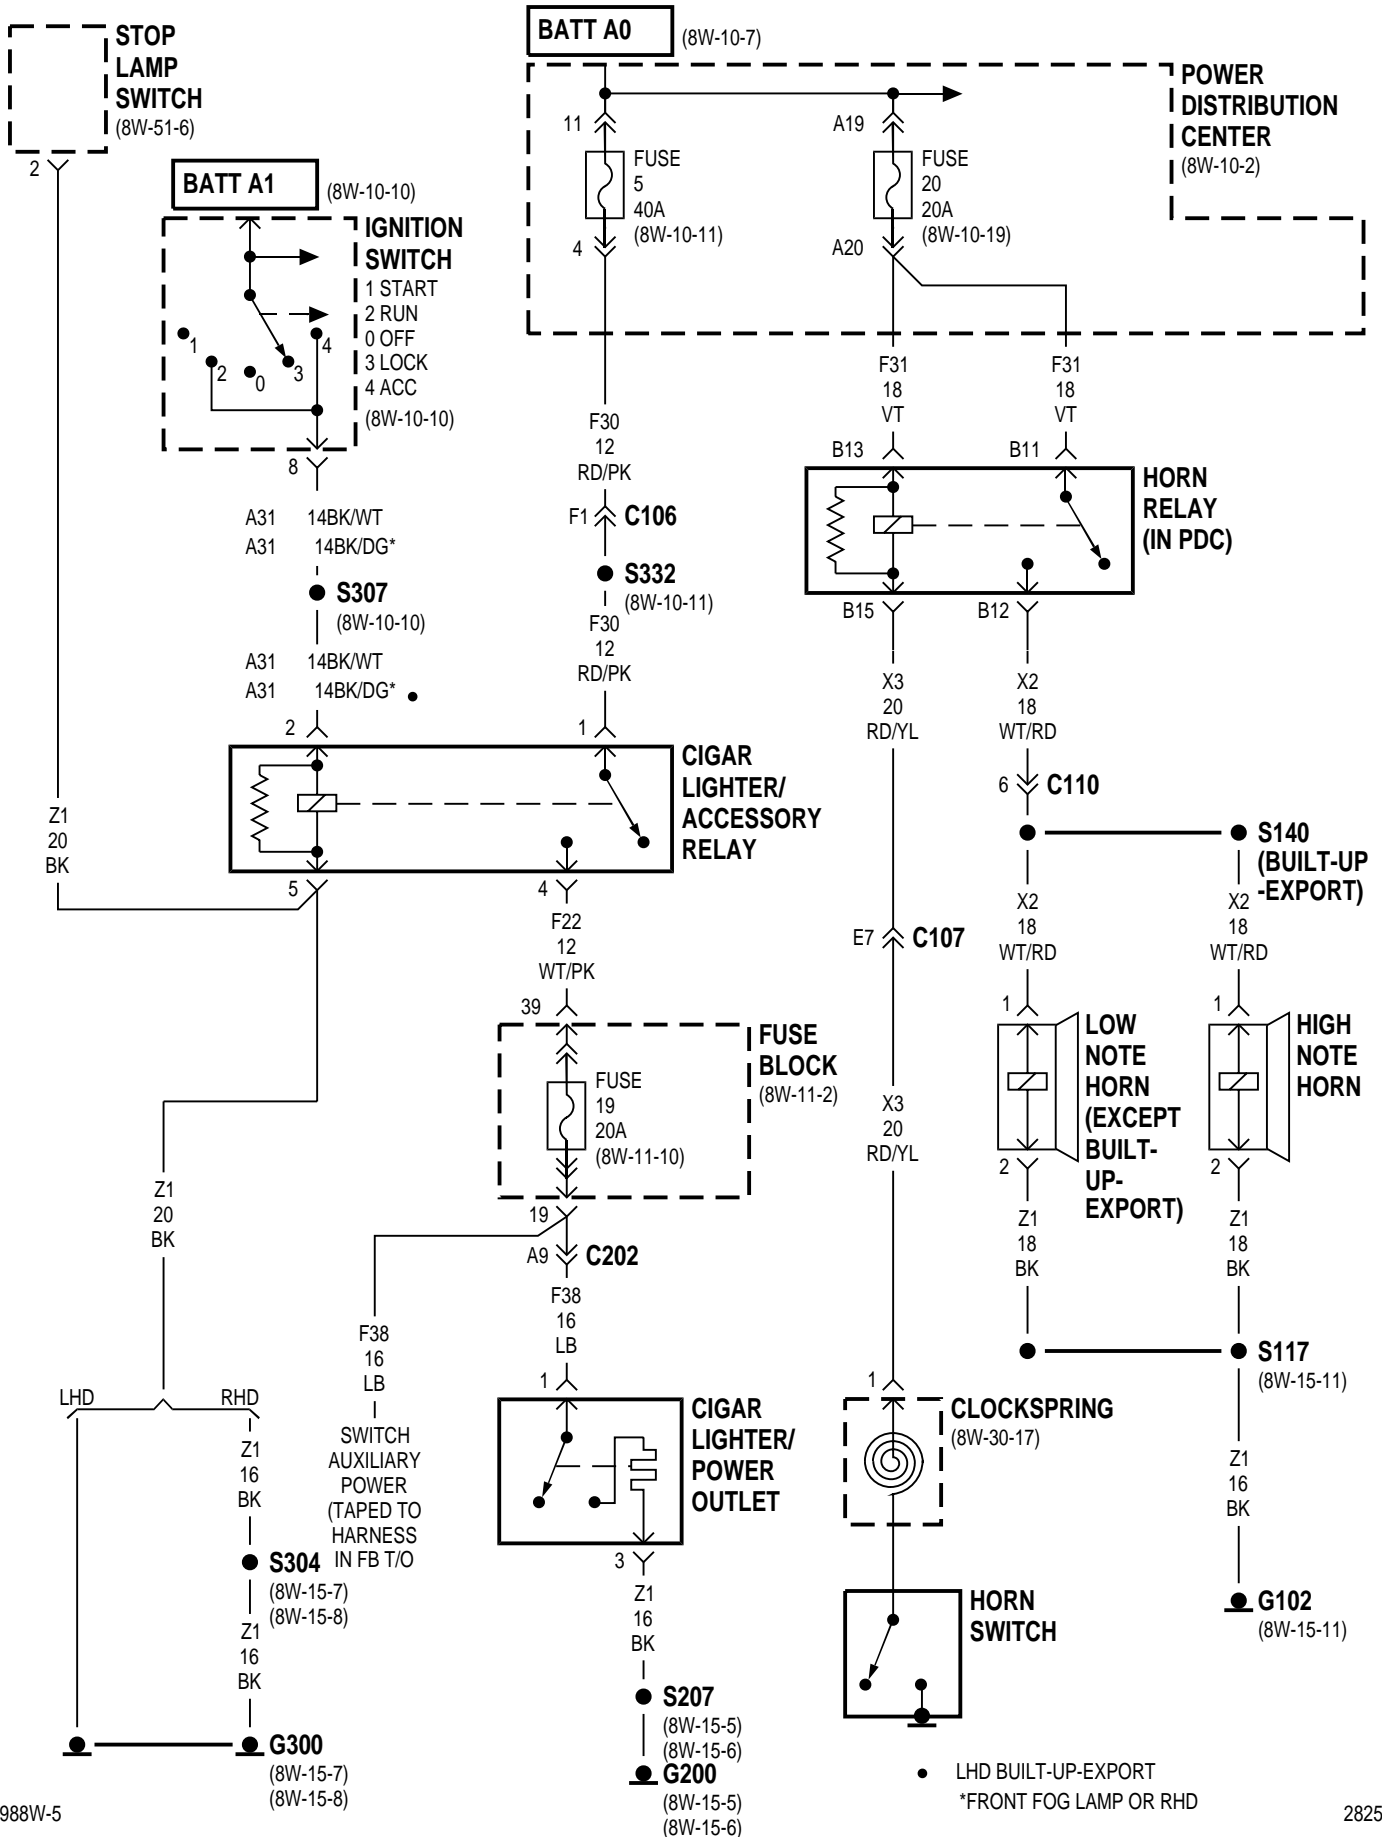 STOP
LAMP
SWITCH
(8W-51-6)
2
BATT A0
(8W-10-7)
POWER
DISTRIBUTION
CENTER
(8W-10-2)
11
FUSE
5
40A
(8W-10-11)
4
A19
FUSE
20
20A
(8W-10-19)
A20
BATT A1
(8W-10-10)
IGNITION
SWITCH
1 START
2 RUN
0 OFF
3 LOCK
4 ACC
(8W-10-10)
1
2
0
3
4
8
A31 14BK/WT
A31 14BK/DG*
S307
(8W-10-10)
A31 14BK/WT
A31 14BK/DG*
2
F30
12
RD/PK
F1
C106
S332
(8W-10-11)
F30
12
RD/PK
1
F31
18
VT
F31
18
VT
B13
B11
HORN
RELAY
(IN PDC)
B15
B12
X3
20
RD/YL
X2
18
WT/RD
6
C110
S140
(BUILT-UP
-EXPORT)
CIGAR
LIGHTER/
ACCESSORY
RELAY
Z1
20
BK
5
4
F22
12
WT/PK
39
E7
C107
X2
18
WT/RD
X2
18
WT/RD
1
LOW
NOTE
HORN
(EXCEPT
BUILT-
UP-
EXPORT)
2
1
HIGH
NOTE
HORN
2
FUSE
BLOCK
(8W-11-2)
FUSE
19
20A
(8W-11-10)
19
A9
C202
X3
20
RD/YL
Z1
20
BK
Z1
18
BK
Z1
18
BK
F38
16
LB
F38
16
LB
SWITCH
AUXILIARY
POWER
(TAPED TO
HARNESS
IN FB T/O
1
CIGAR
LIGHTER/
POWER
OUTLET
3
1
CLOCKSPRING
(8W-30-17)
S117
(8W-15-11)
Z1
16
BK
G102
(8W-15-11)
LHD
RHD
Z1
16
BK
S304
(8W-15-7)
(8W-15-8)
Z1
16
BK
G300
(8W-15-7)
(8W-15-8)
Z1
16
BK
S207
(8W-15-5)
(8W-15-6)
G200
(8W-15-5)
(8W-15-6)
HORN
SWITCH
● LHD BUILT-UP-EXPORT
*FRONT FOG LAMP OR RHD
988W-5
2825